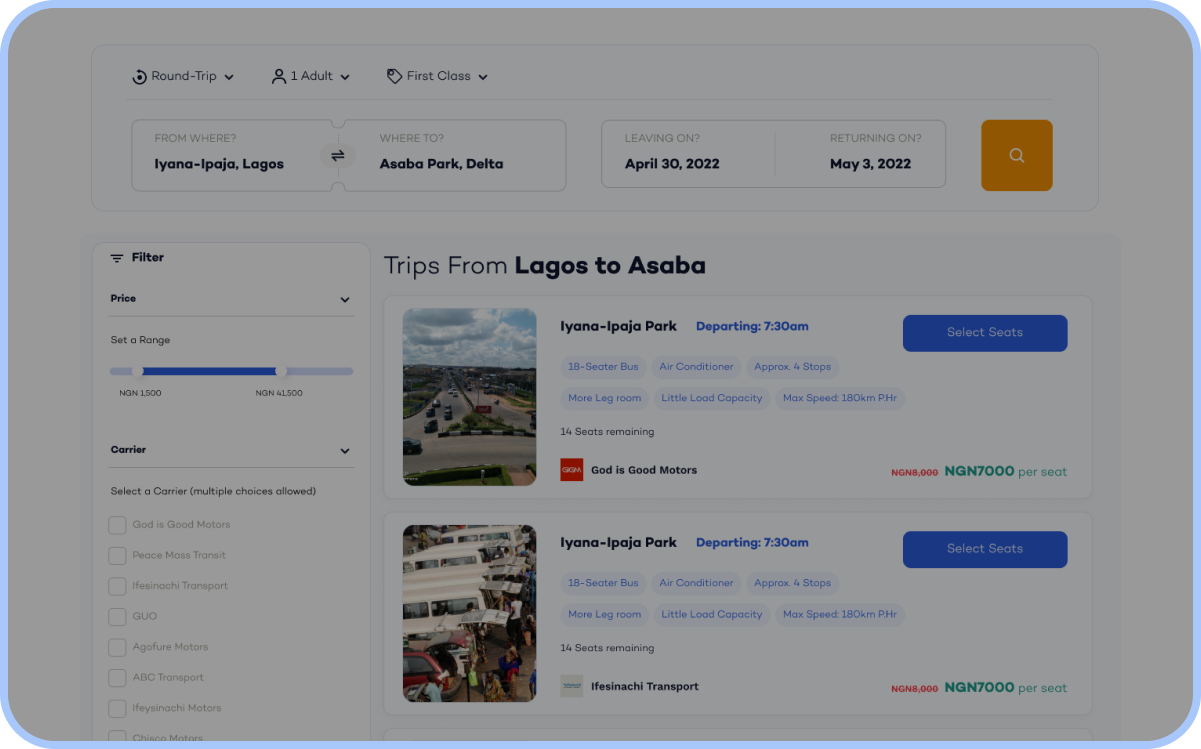 Round-Trip 1 Adult First Class
FROM WHERE? WHERE TO? LEAVING ON? RETURNING ON?
Iyana-Ipaja, Lagos Asaba Park, Delta April 30, 2022 May 3, 2022
Filter
Price
Set a Range
NGN 1,500 NGN 41,500
Carrier
Select a Carrier (multiple choices allowed)
God is Good Motors
Peace Mass Transit
Ifesinachi Transport
GUO
Agofure Motors
ABC Transport
Ifeysinachi Motors
Chisco Motors
Trips From Lagos to Asaba
Iyana-Ipaja Park Departing: 7:30am Select Seats
18-Seater Bus Air Conditioner Approx. 4 Stops
More Leg room Little Load Capacity Max Speed: 180km P.Hr
14 Seats remaining
GIGM God is Good Motors NGN8,000 NGN7000 per seat
Iyana-Ipaja Park Departing: 7:30am Select Seats
18-Seater Bus Air Conditioner Approx. 4 Stops
More Leg room Little Load Capacity Max Speed: 180km P.Hr
14 Seats remaining
Ifesinachi Transport NGN8,000 NGN7000 per seat